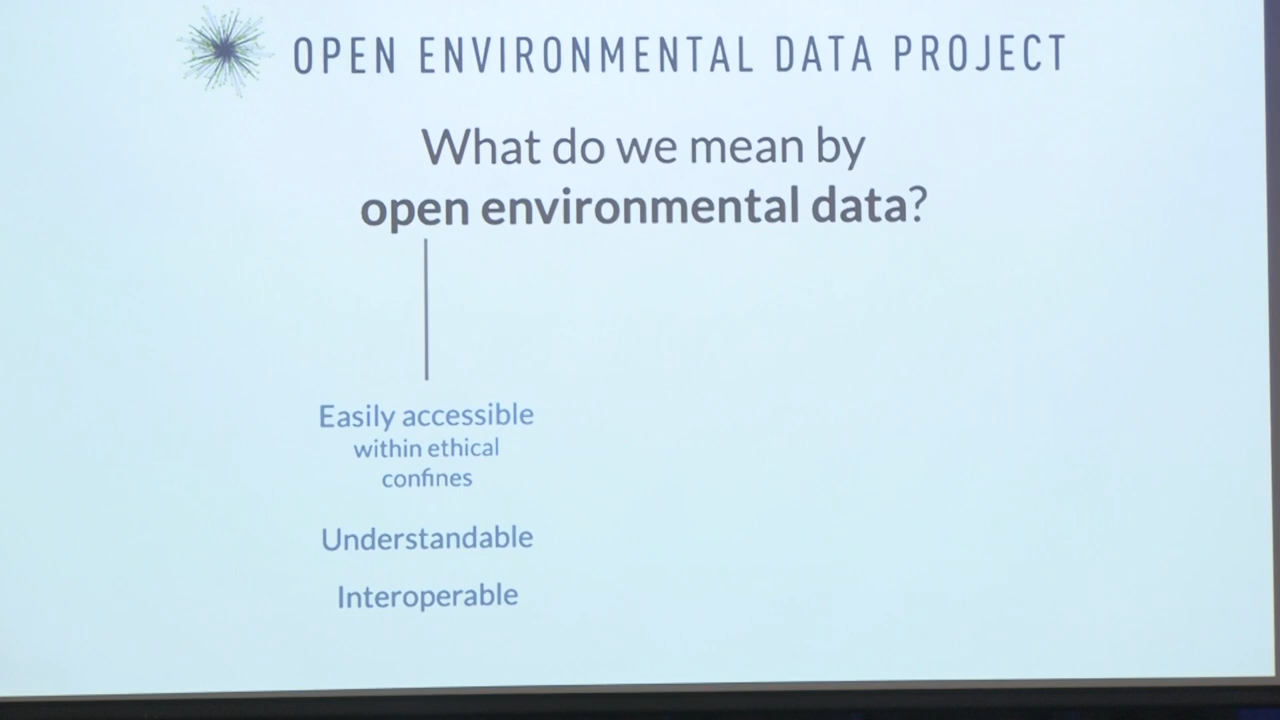 OPEN ENVIRONMENTAL DATA PROJECT
What do we mean by
open environmental data?
Easily accessible
within ethical
confines
Understandable
Interoperable